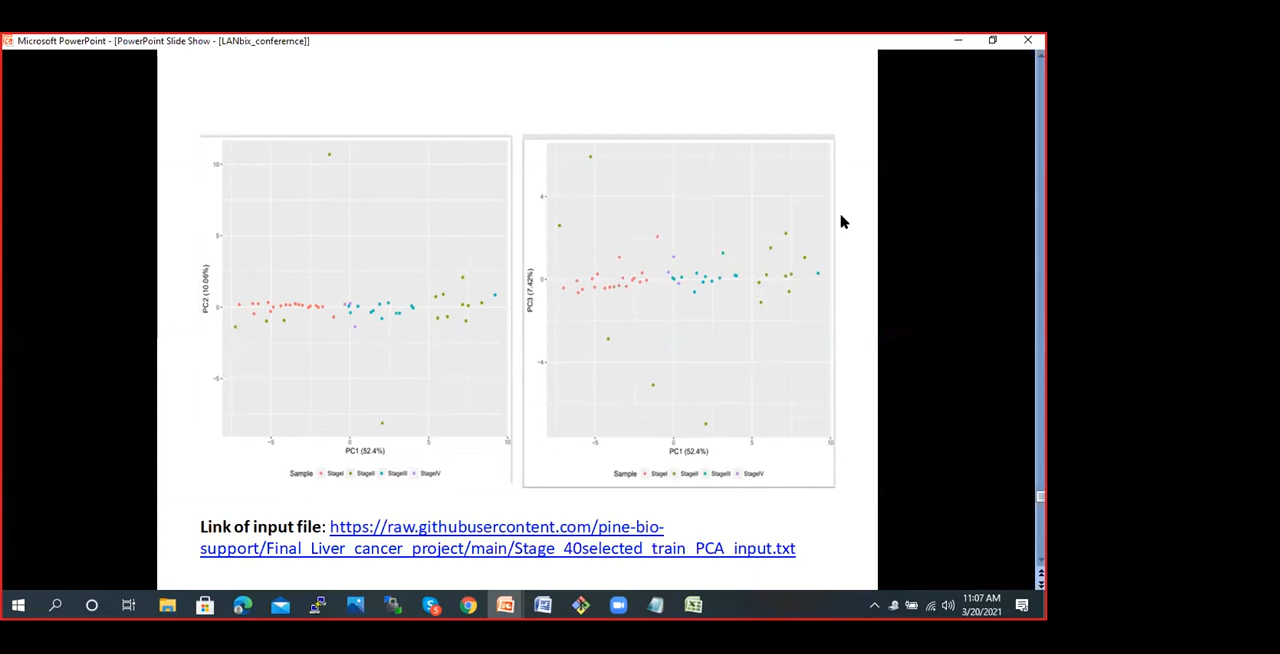 Microsoft PowerPoint - [PowerPoint Slide Show - [LANbix_conferernce]]
10
5
0
-5
PC2 (10.06%)
-5
0
5
10
PC1 (52.4%)
Sample StageI StageII StageIII StageIV
4
0
-4
PC3 (7.42%)
-5
0
5
10
PC1 (52.4%)
Sample StageI StageII StageIII StageIV
Link of input file: https://raw.githubusercontent.com/pine-bio-
support/Final_Liver_cancer_project/main/Stage_40selected_train_PCA_input.txt
11:07 AM
3/20/2021